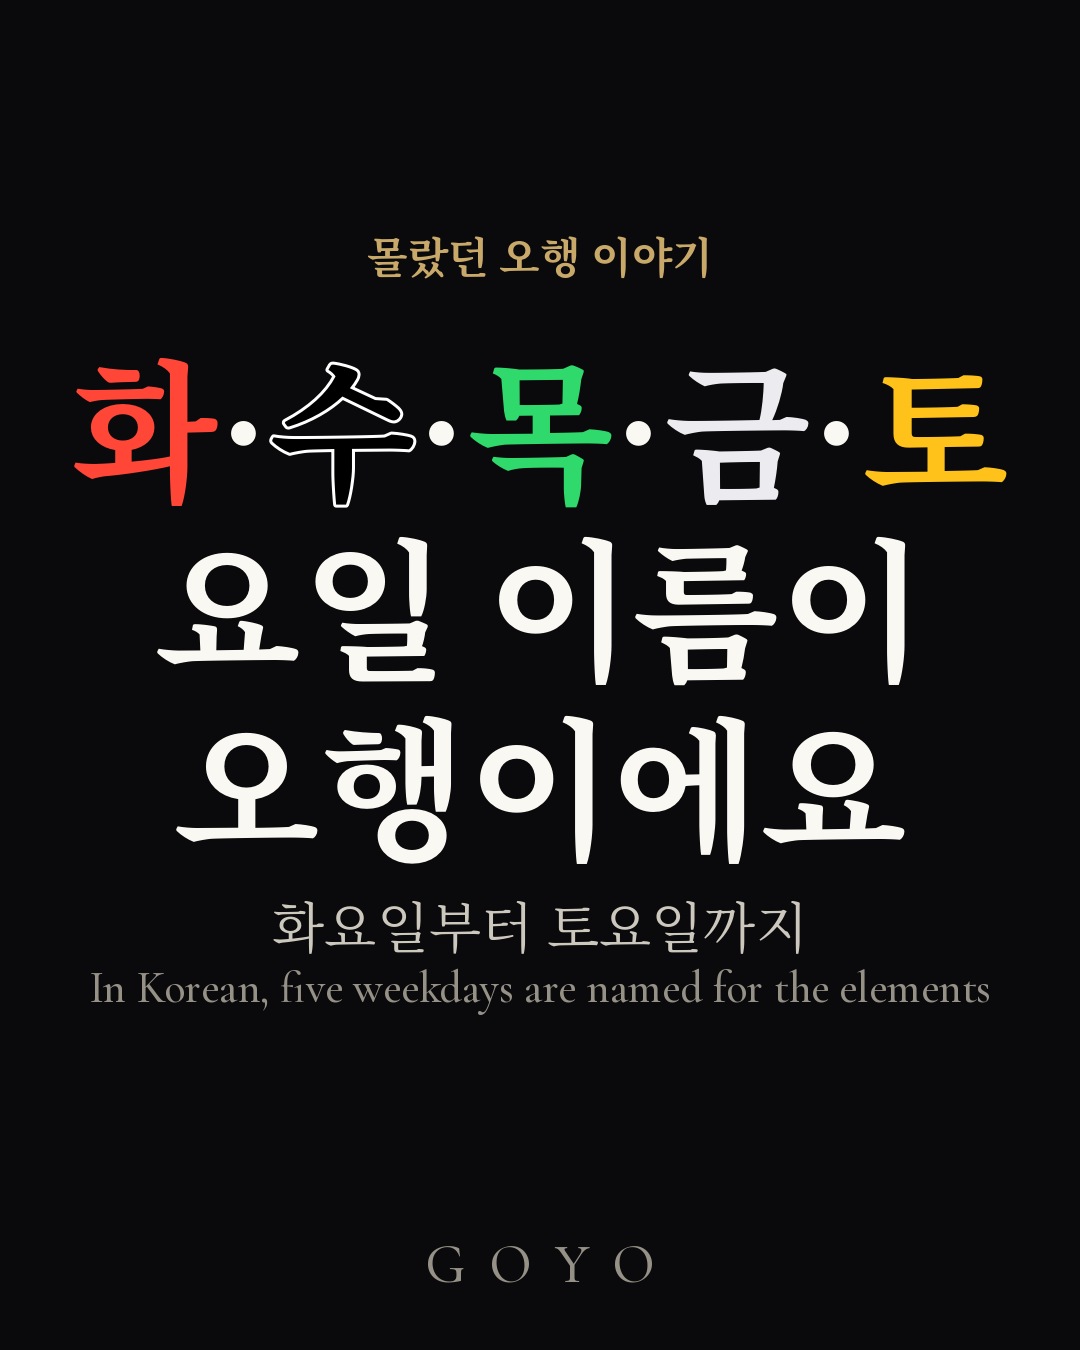 몰랐던 오행 이야기
화·수·목·금·토
요일 이름이
오행이에요
화요일부터 토요일까지
In Korean, five weekdays are named for the elements
GOYO